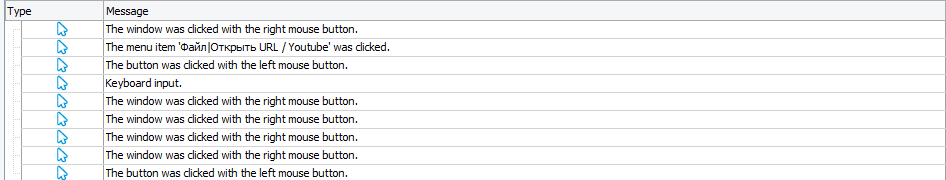 Type Message
The window was clicked with the right mouse button.
The menu item 'Файл|Открыть URL / Youtube' was clicked.
The button was clicked with the left mouse button.
Keyboard input.
The window was clicked with the right mouse button.
The window was clicked with the right mouse button.
The window was clicked with the right mouse button.
The window was clicked with the right mouse button.
The button was clicked with the left mouse button.